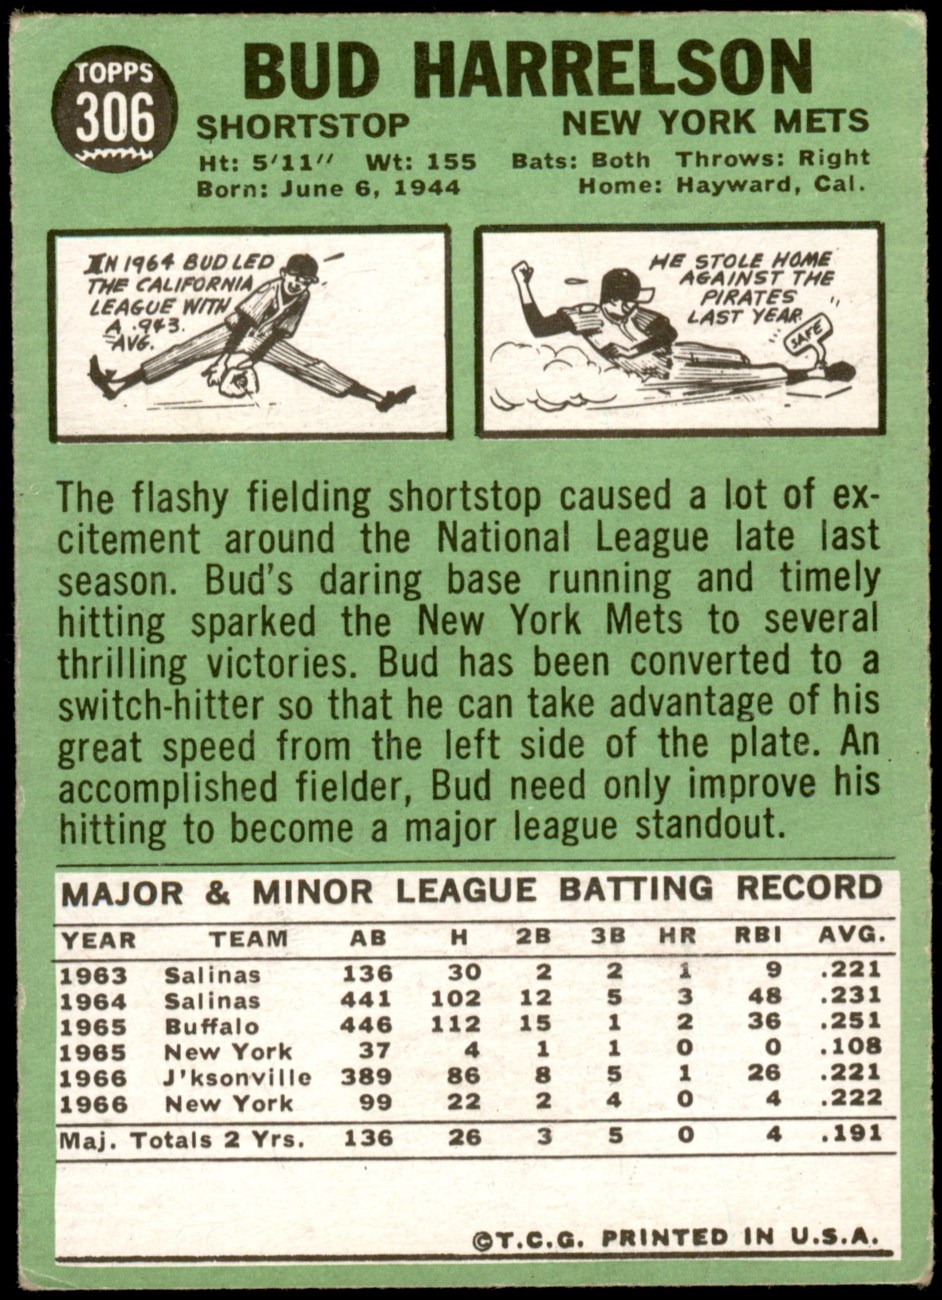 TOPPS
306
BUD HARRELSON
SHORTSTOP NEW YORK METS
Ht: 5'11" Wt: 155 Bats: Both Throws: Right
Born: June 6, 1944 Home: Hayward, Cal.
IN 1964 BUD LED
THE CALIFORNIA
LEAGUE WITH
A .943
AVG.
HE STOLE HOME
AGAINST THE
PIRATES
LAST YEAR.
SAFE
The flashy fielding shortstop caused a lot of ex-
citement around the National League late last
season. Bud's daring base running and timely
hitting sparked the New York Mets to several
thrilling victories. Bud has been converted to a
switch-hitter so that he can take advantage of his
great speed from the left side of the plate. An
accomplished fielder, Bud need only improve his
hitting to become a major league standout.
MAJOR & MINOR LEAGUE BATTING RECORD
YEAR TEAM AB H 2B 3B HR RBI AVG.
1963 Salinas 136 30 2 2 1 9 .221
1964 Salinas 441 102 12 5 3 48 .231
1965 Buffalo 446 112 15 1 2 36 .251
1965 New York 37 4 1 1 0 0 .108
1966 J'ksonville 389 86 8 5 1 26 .221
1966 New York 99 22 2 4 0 4 .222
Maj. Totals 2 Yrs. 136 26 3 5 0 4 .191
©T.C.G. PRINTED IN U.S.A.